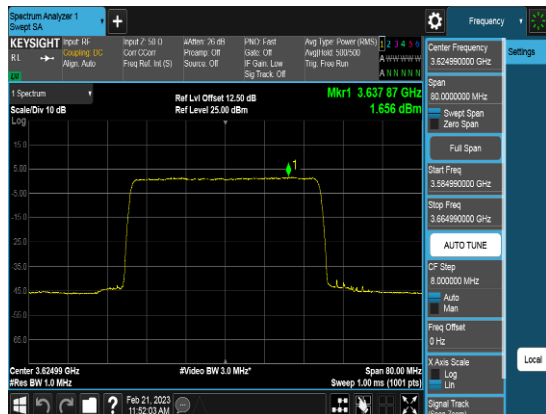 Spectrum Analyzer 1
Swept SA
+
Frequency
KEYSIGHT
RL
LV
Input: RF
Coupling: DC
Align: Auto
Input Z: 50 Ω
Corr CCorr
Freq Ref: Int (S)
#Atten: 26 dB
Preamp: Off
Source: Off
PNO: Fast
Gate: Off
IF Gain: Low
Sig Track: Off
Avg Type: Power (RMS)
Avg|Hold: 500/500
Trig: Free Run
1 2 3 4 5 6
A W W W W W
A N N N N N
1 Spectrum
Scale/Div 10 dB
Log
Ref Lvl Offset 12.50 dB
Ref Level 25.00 dBm
Mkr1 3.637 87 GHz
1.656 dBm
15.0
5.00
-5.00
-15.0
-25.0
-35.0
-45.0
-55.0
-65.0
1
Center 3.62499 GHz
#Res BW 1.0 MHz
#Video BW 3.0 MHz*
Span 80.00 MHz
Sweep 1.00 ms (1001 pts)
Feb 21, 2023
11:52:03 AM
Center Frequency
3.624990000 GHz
Settings
Span
80.0000000 MHz
Swept Span
Zero Span
Full Span
Start Freq
3.584990000 GHz
Stop Freq
3.664990000 GHz
AUTO TUNE
CF Step
8.000000 MHz
Auto
Man
Freq Offset
0 Hz
X Axis Scale
Log
Lin
Local
Signal Track
(Span Zoom)